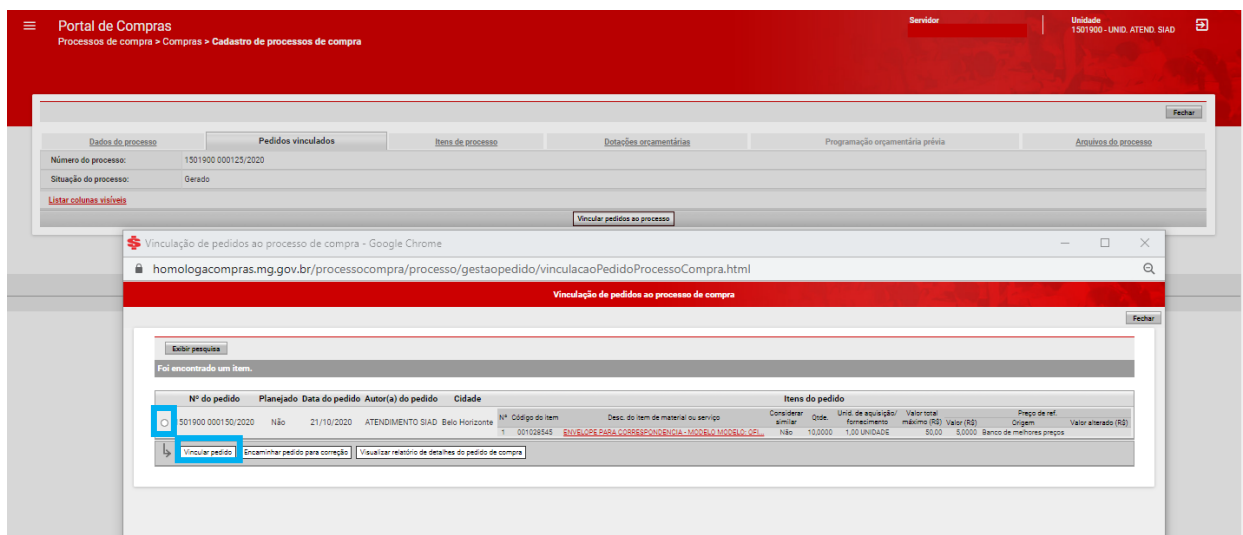 Portal de Compras
Processos de compra > Compras > Cadastro de processos de compra
Servidor
Unidade
1501900 - UNID. ATEND. SIAD
Fechar
Dados do processo Pedidos vinculados Itens de processo Dotações orçamentárias Programação orçamentária prévia Arquivos do processo
Número do processo: 1501900 000125/2020
Situação do processo: Gerado
Listar colunas visíveis
Vincular pedidos ao processo
Vinculação de pedidos ao processo de compra - Google Chrome
homologacompras.mg.gov.br/processocompra/processo/gestaopedido/vinculacaoPedidoProcessoCompra.html
Vinculação de pedidos ao processo de compra
Fechar
Exibir pesquisa
Foi encontrado um item.
Nº do pedido Planejado Data do pedido Autor(a) do pedido Cidade Itens do pedido
Nº Código do item Desc. do item de material ou serviço Considerar similar Qtde. Unid. de aquisição/ fornecimento Valor total máximo (R$) Preço de ref. Valor (R$) Origem Valor alterado (R$)
501900 000150/2020 Não 21/10/2020 ATENDIMENTO SIAD Belo Horizonte
1 001028545 ENVELOPE PARA CORRESPONDENCIA - MODELO MODELO: OFI... Não 10,0000 1,00 UNIDADE 50,00 5,0000 Banco de melhores preços
Vincular pedido Encaminhar pedido para correção Visualizar relatório de detalhes do pedido de compra